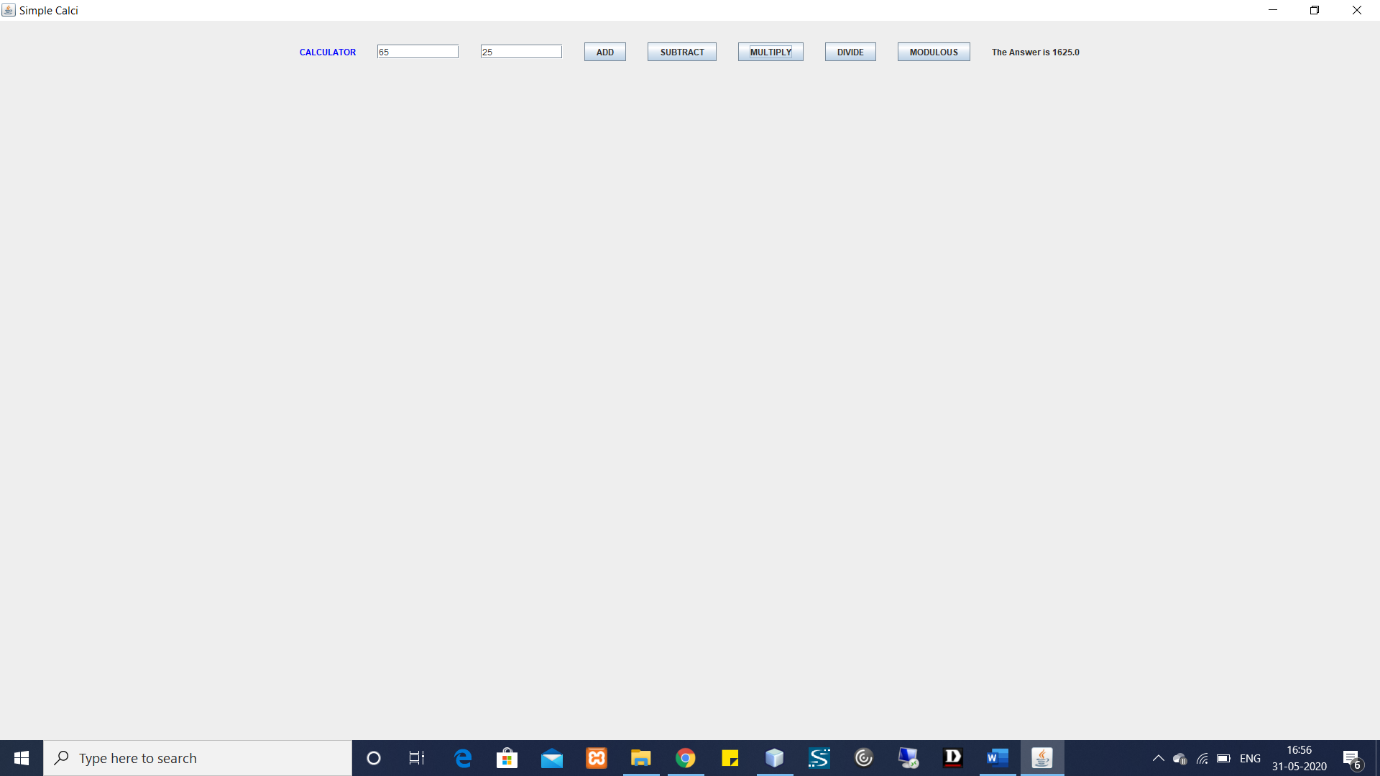 Simple Calci
CALCULATOR 65 25 ADD SUBTRACT MULTIPLY DIVIDE MODULOUS The Answer is 1625.0
Type here to search
ENG
16:56
31-05-2020
6